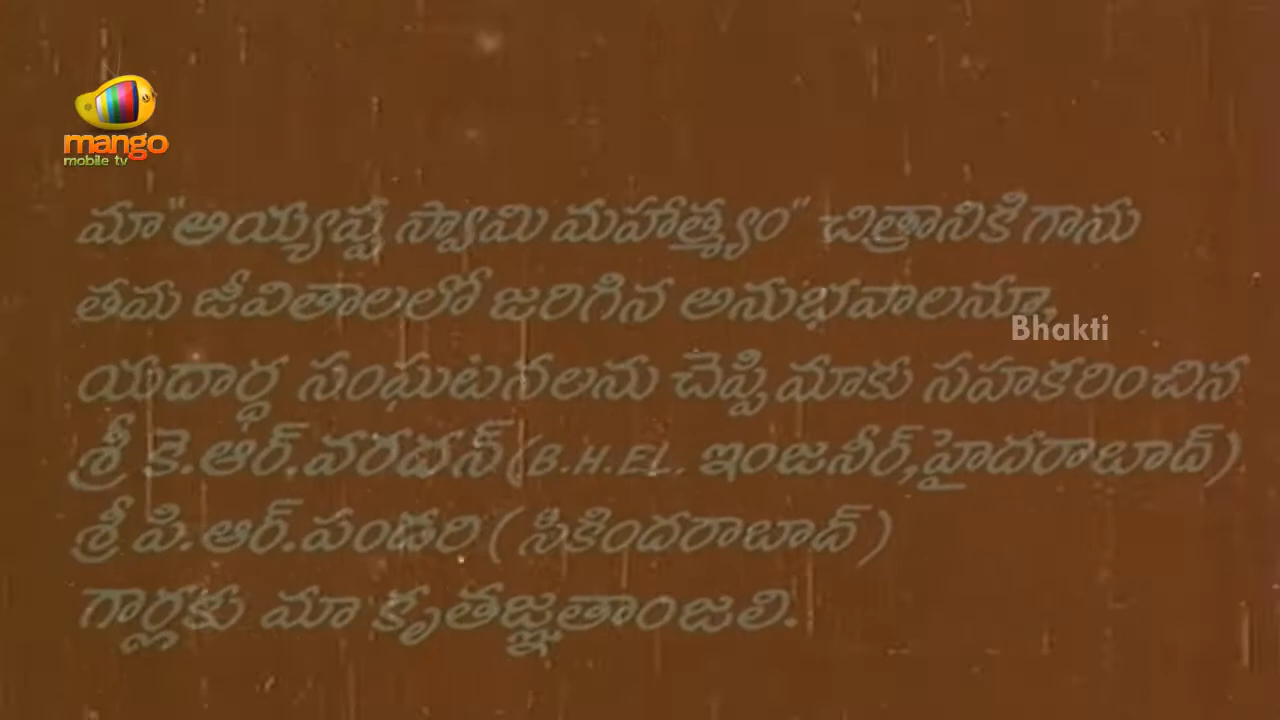 mango
mobile tv
మా "అయ్యప్ప స్వామి మహాత్మ్యం" చిత్రానికి గాను
తమ జీవితాలలో జరిగిన అనుభవాలనూ,
Bhakti
యదార్థ సంఘటనలను చెప్పి మాకు సహకరించిన
శ్రీ కె.ఆర్.వరదన్ (B.H.EL. ఇంజనీర్,హైదరాబాద్)
శ్రీ పి.ఆర్.పండరి ( సికిందరాబాద్ )
గార్లకు మా కృతజ్ఞతాంజలి.